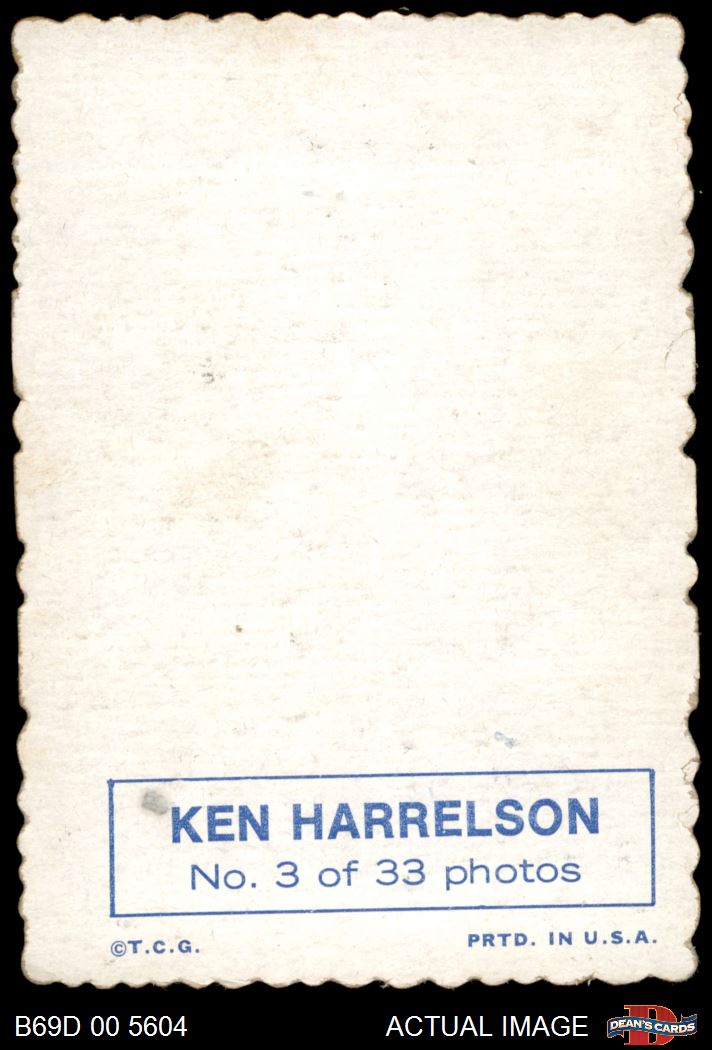 KEN HARRELSON
No. 3 of 33 photos
©T.C.G. PRTD. IN U.S.A.
B69D 00 5604 ACTUAL IMAGE DEAN'S CARDS